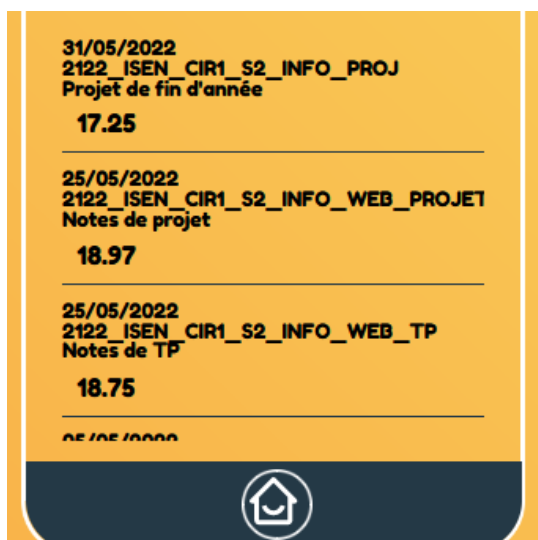 31/05/2022
2122_ISEN_CIR1_S2_INFO_PROJ
Projet de fin d'année
17.25
25/05/2022
2122_ISEN_CIR1_S2_INFO_WEB_PROJET
Notes de projet
18.97
25/05/2022
2122_ISEN_CIR1_S2_INFO_WEB_TP
Notes de TP
18.75